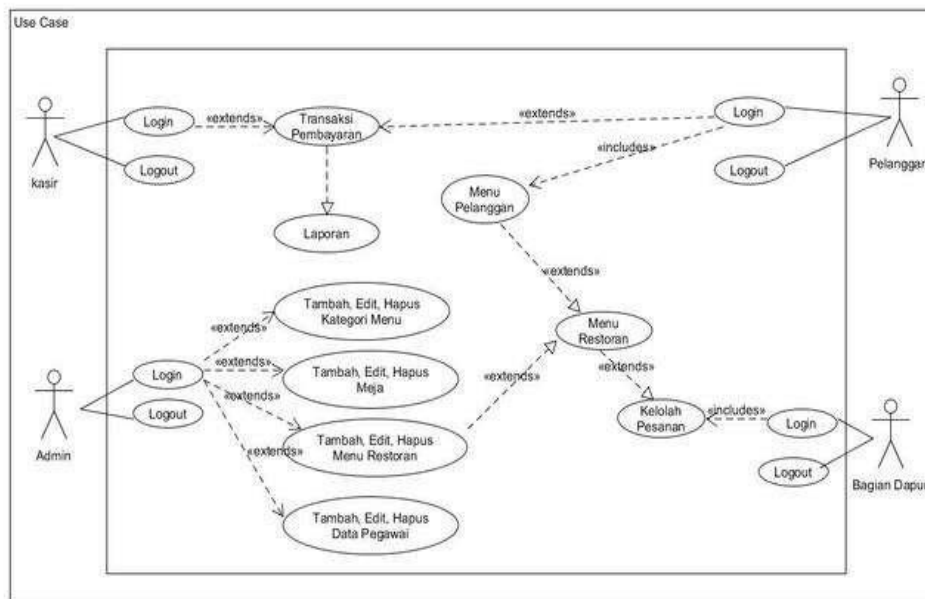 Use Case
Login
«extends»
Transaksi
Pembayaran
«extends»
Login
«includes»
kasir
Logout
Logout
Pelanggan
Menu
Pelanggan
Laporan
«extends»
Tambah, Edit, Hapus
Kategori Menu
«extends»
Menu
Restoran
Login
«extends»
Tambah, Edit, Hapus
Meja
«extends»
«extends»
«extends»
Logout
Kelolah
Pesanan
«includes»
Login
Admin
Tambah, Edit, Hapus
Menu Restoran
«extends»
Logout
Bagian Dapur
Tambah, Edit, Hapus
Data Pegawai